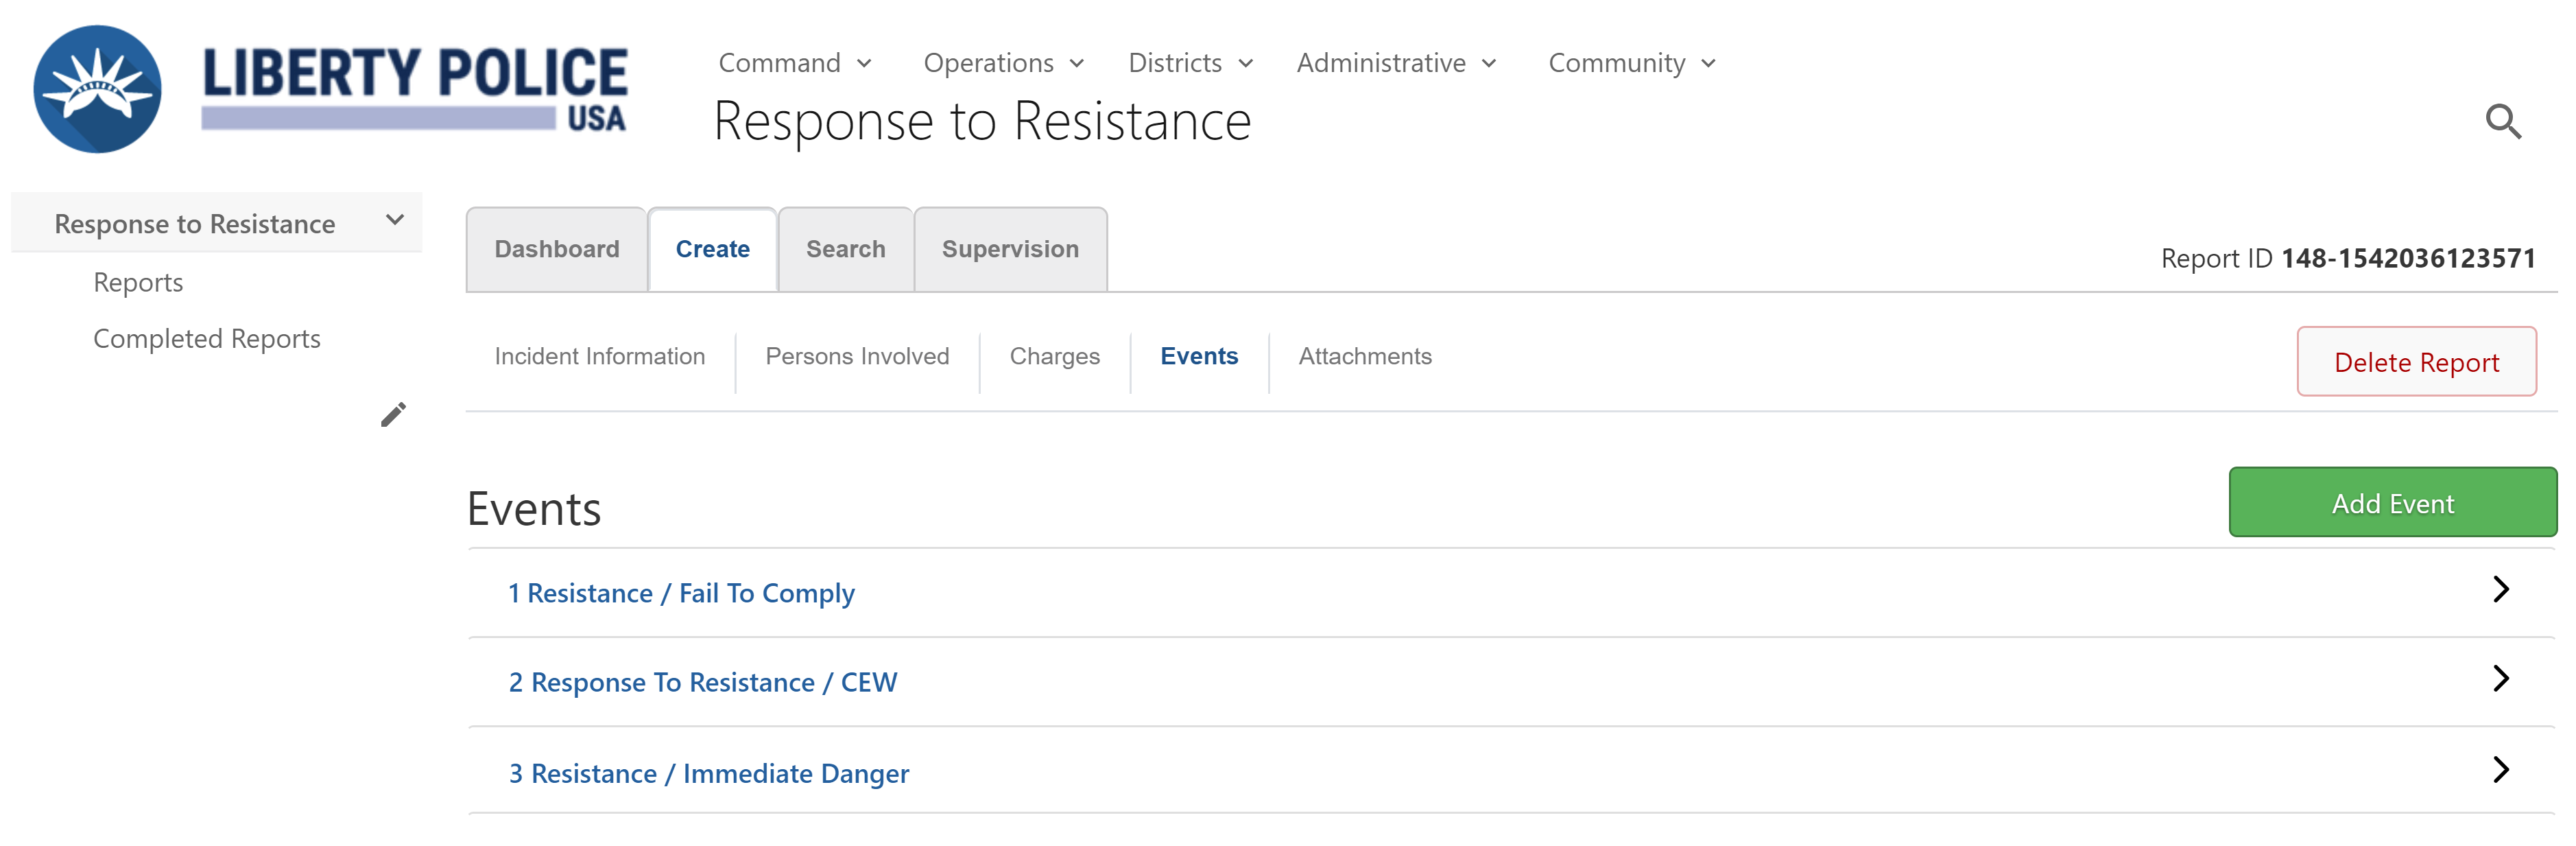 LIBERTY POLICE
USA
Command Operations Districts Administrative Community
Response to Resistance
Response to Resistance
Reports
Completed Reports
Dashboard Create Search Supervision
Report ID 148-1542036123571
Incident Information Persons Involved Charges Events Attachments
Delete Report
Events
Add Event
1 Resistance / Fail To Comply
2 Response To Resistance / CEW
3 Resistance / Immediate Danger